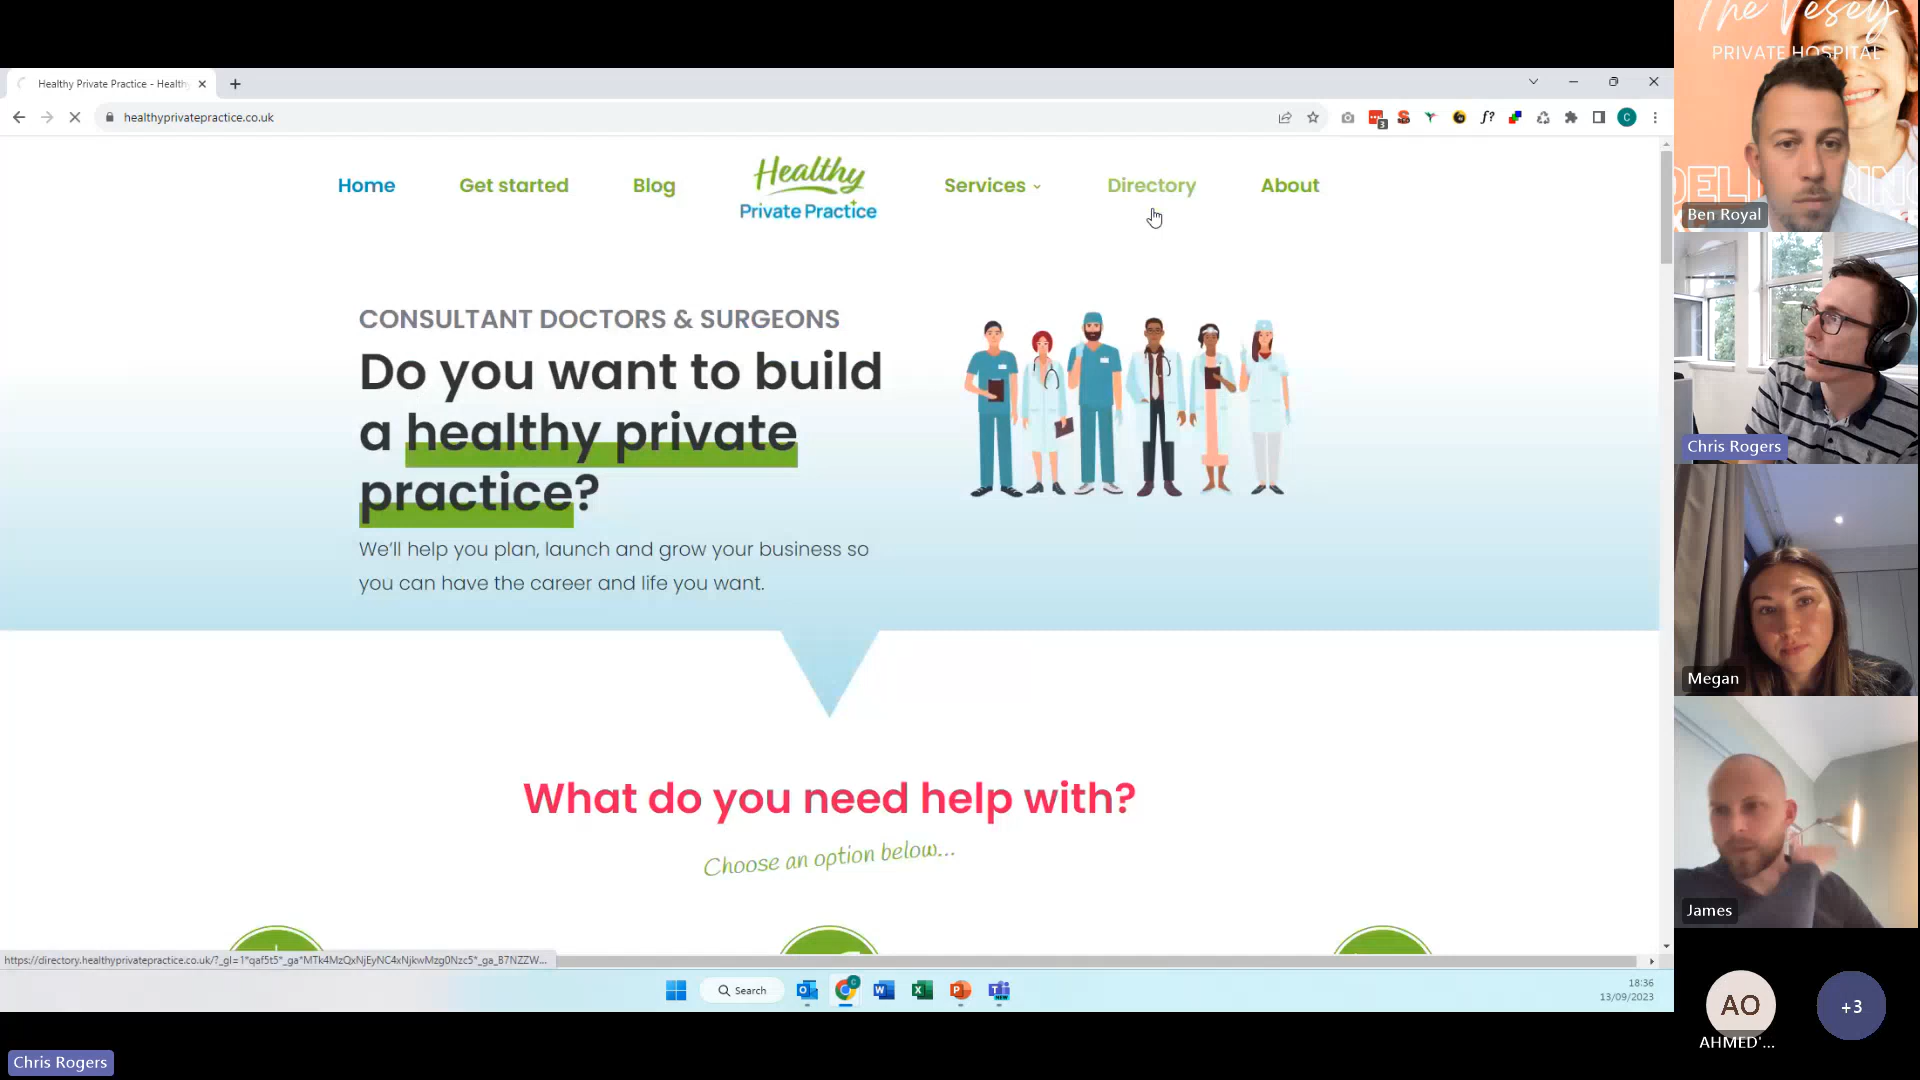 Healthy Private Practice - Health
healthyprivatepractice.co.uk
3
f?
C
Home
Get started
Blog
Healthy
Private Practice
Services
Directory
About
CONSULTANT DOCTORS & SURGEONS
Do you want to build
a healthy private
practice?
We'll help you plan, launch and grow your business so
you can have the career and life you want.
What do you need help with?
Choose an option below...
https://directory.healthyprivatepractice.co.uk/?_gl=1*qaf5t5*_ga*MTk4MzQxNjEyNC4xNjkwMzg0Nzc5*_ga_B7NZZW...
Search
18:36
13/09/2023
The Vesey
PRIVATE HOSPITAL
Ben Royal
Chris Rogers
Megan
James
AO
AHMED'...
+3
Chris Rogers